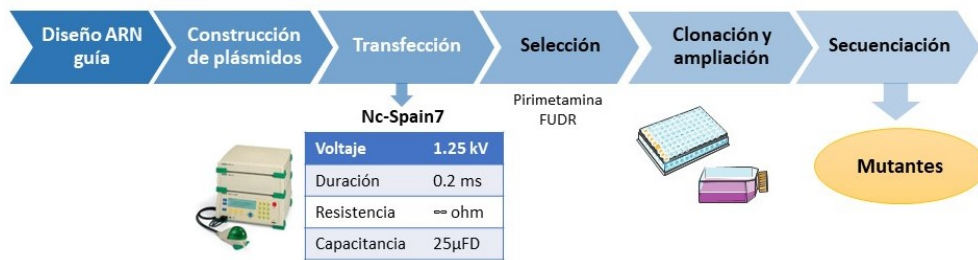 Diseño ARN
guía
Construcción
de plásmidos
Transfección
Selección
Clonación y
ampliación
Secuenciación
Nc-Spain7
Voltaje 1.25 kV
Duración 0.2 ms
Resistencia ∞ ohm
Capacitancia 25µFD
Pirimetamina
FUDR
Mutantes